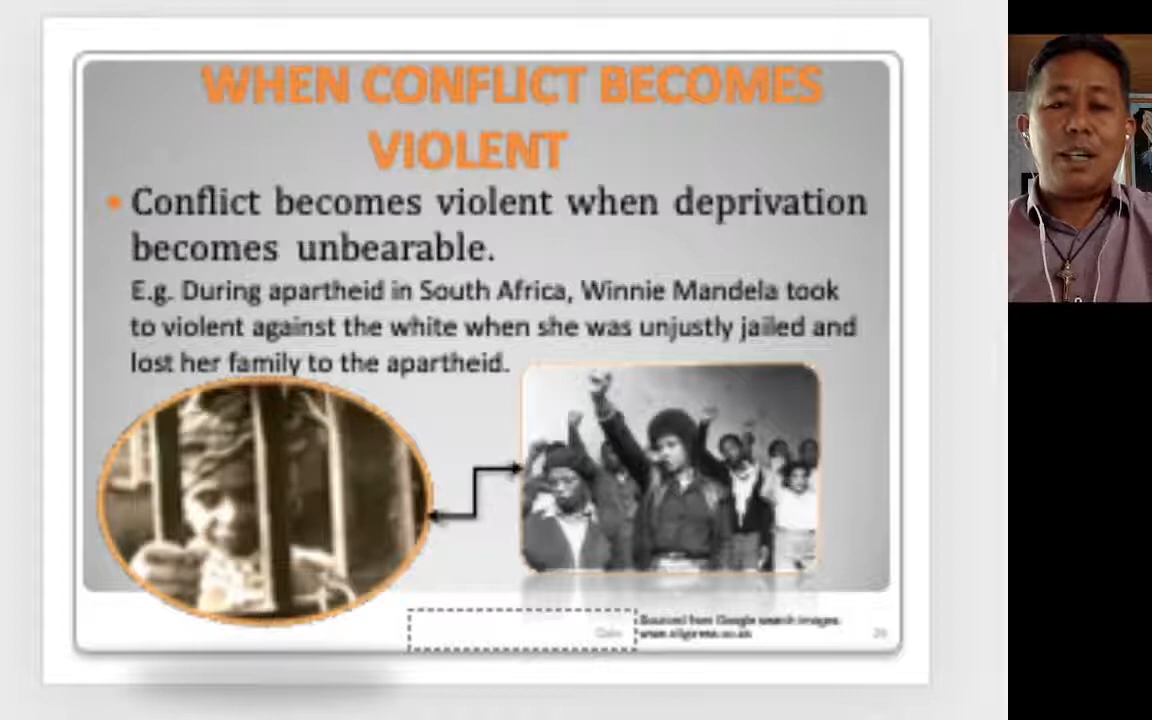 WHEN CONFLICT BECOMES
VIOLENT
• Conflict becomes violent when deprivation
becomes unbearable.
E.g. During apartheid in South Africa, Winnie Mandela took
to violent against the white when she was unjustly jailed and
lost her family to the apartheid.
Sourced from Google search images: